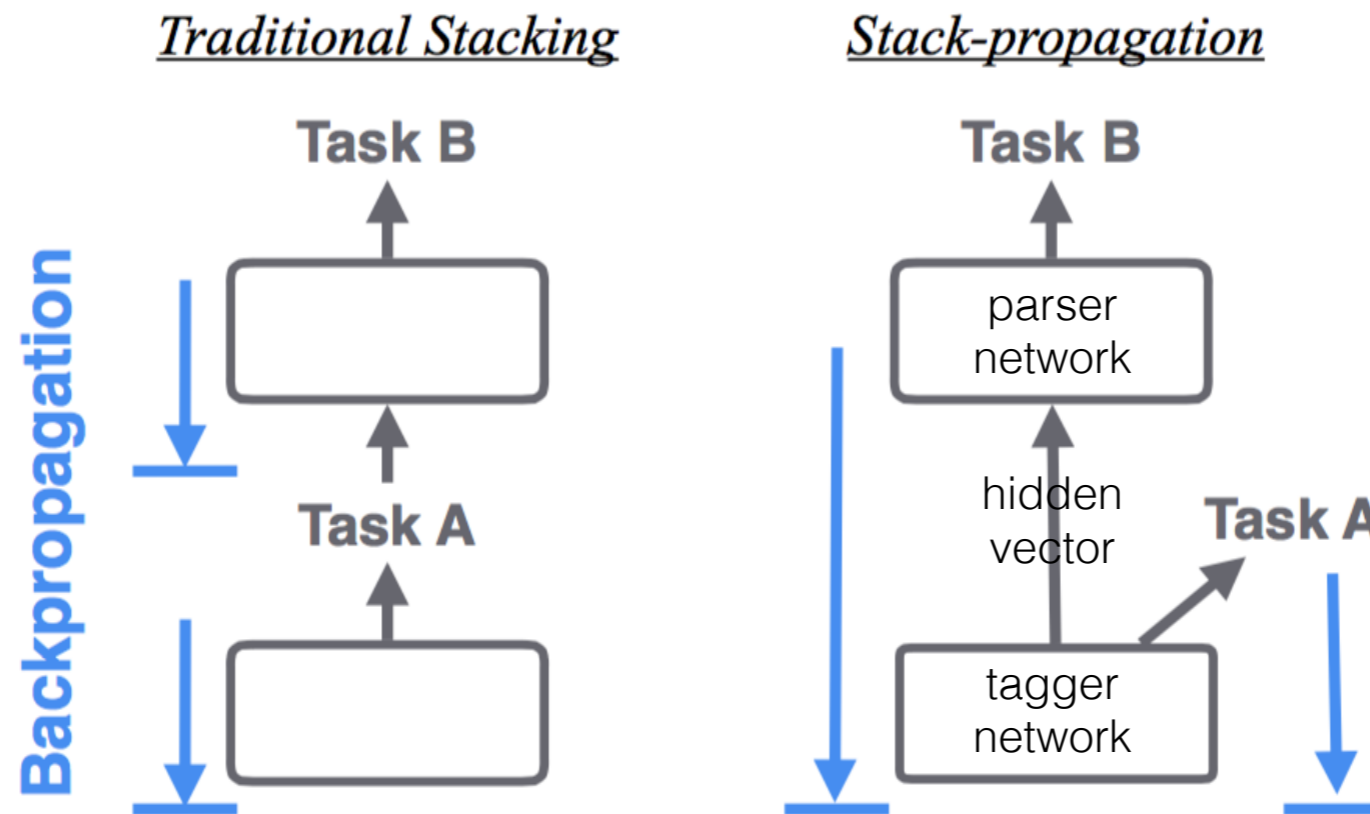 Traditional Stacking
Stack-propagation
Task B
Task B
Backpropagation
parser
network
Task A
hidden
vector
Task A
tagger
network